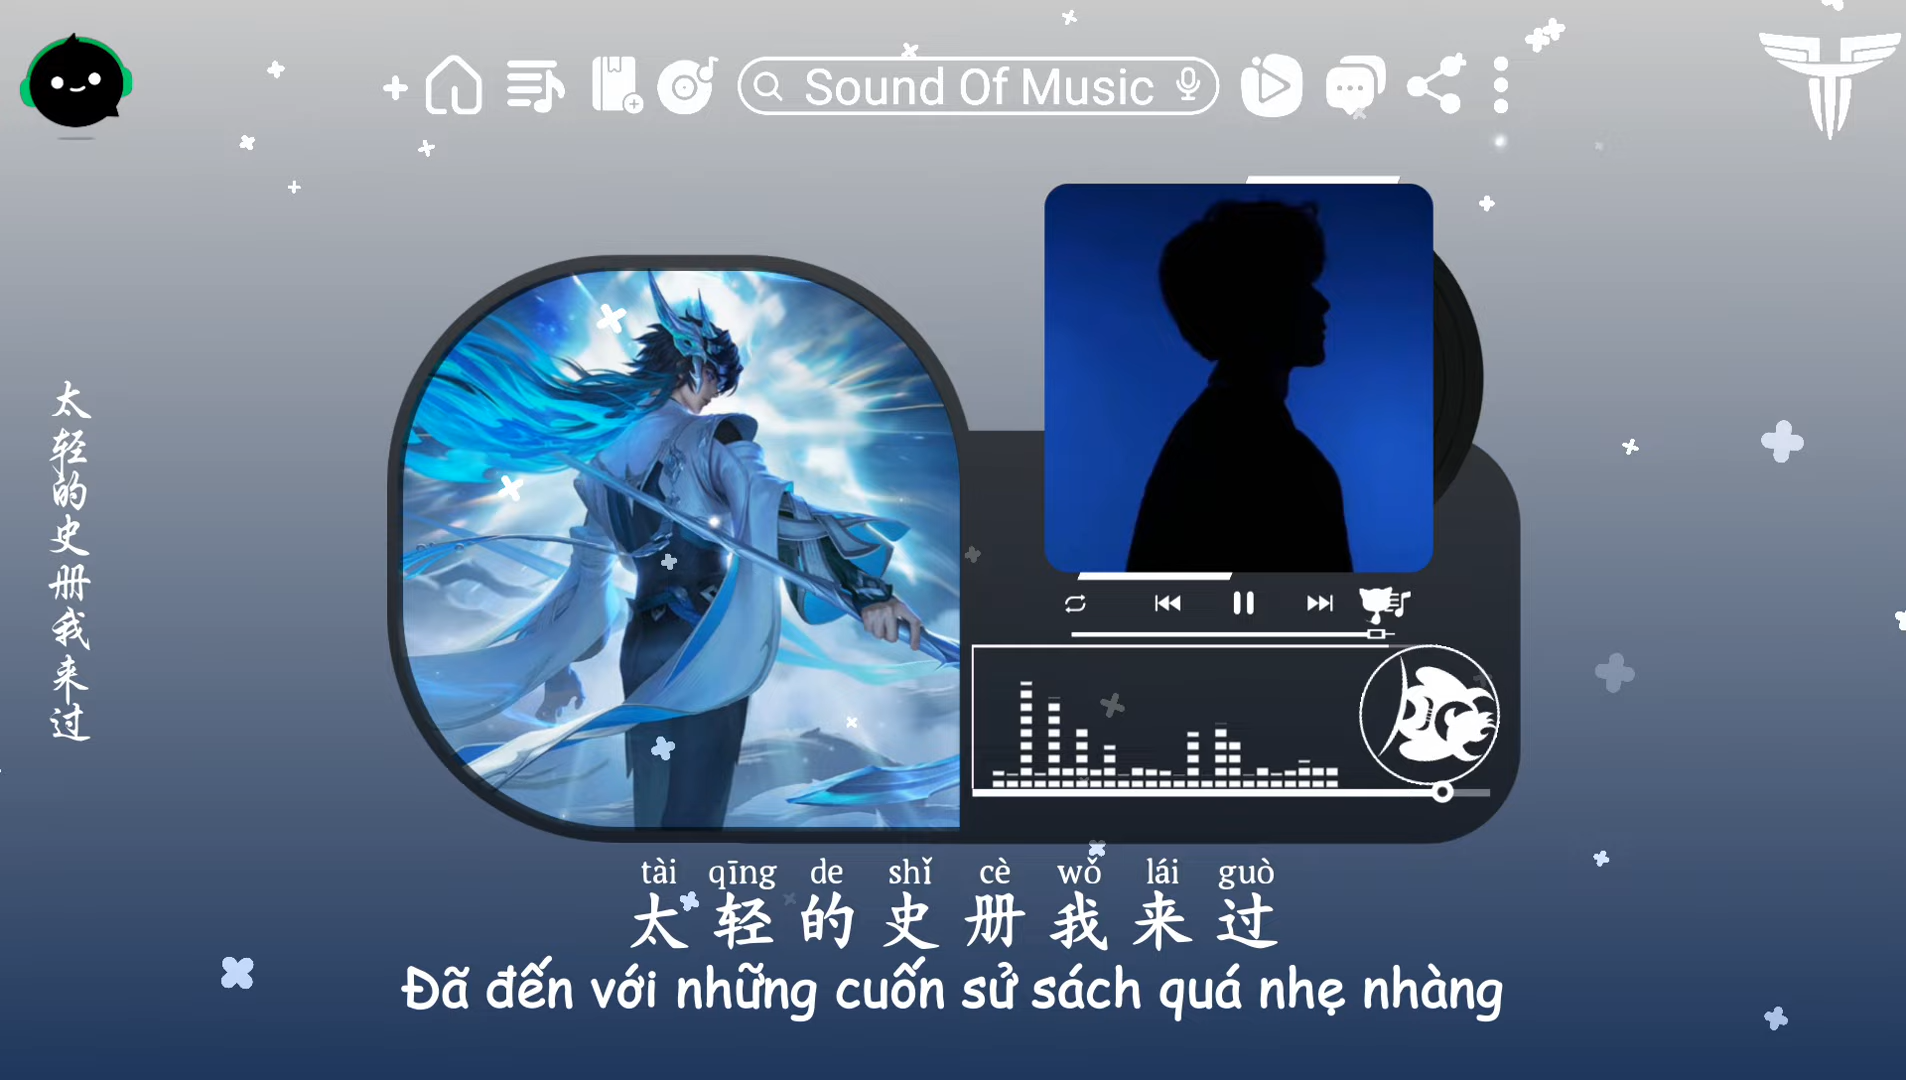 Sound Of Music
太轻的史册我来过
tài qīng de shǐ cè wǒ lái guò
太轻的史册我来过
Đã đến với những cuốn sử sách quá nhẹ nhàng